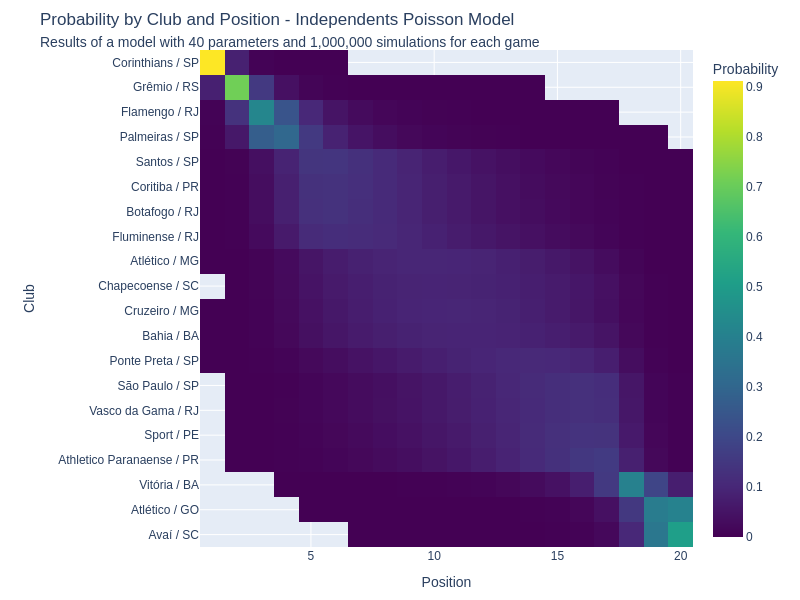 Probability by Club and Position - Independents Poisson Model
Results of a model with 40 parameters and 1,000,000 simulations for each game
Probability
Corinthians / SP
Grêmio / RS
Flamengo / RJ
Palmeiras / SP
Santos / SP
Coritiba / PR
Botafogo / RJ
Fluminense / RJ
Atlético / MG
Chapecoense / SC
Cruzeiro / MG
Bahia / BA
Ponte Preta / SP
São Paulo / SP
Vasco da Gama / RJ
Sport / PE
Athletico Paranaense / PR
Vitória / BA
Atlético / GO
Avaí / SC
Club
5
10
15
20
Position
0.9
0.8
0.7
0.6
0.5
0.4
0.3
0.2
0.1
0